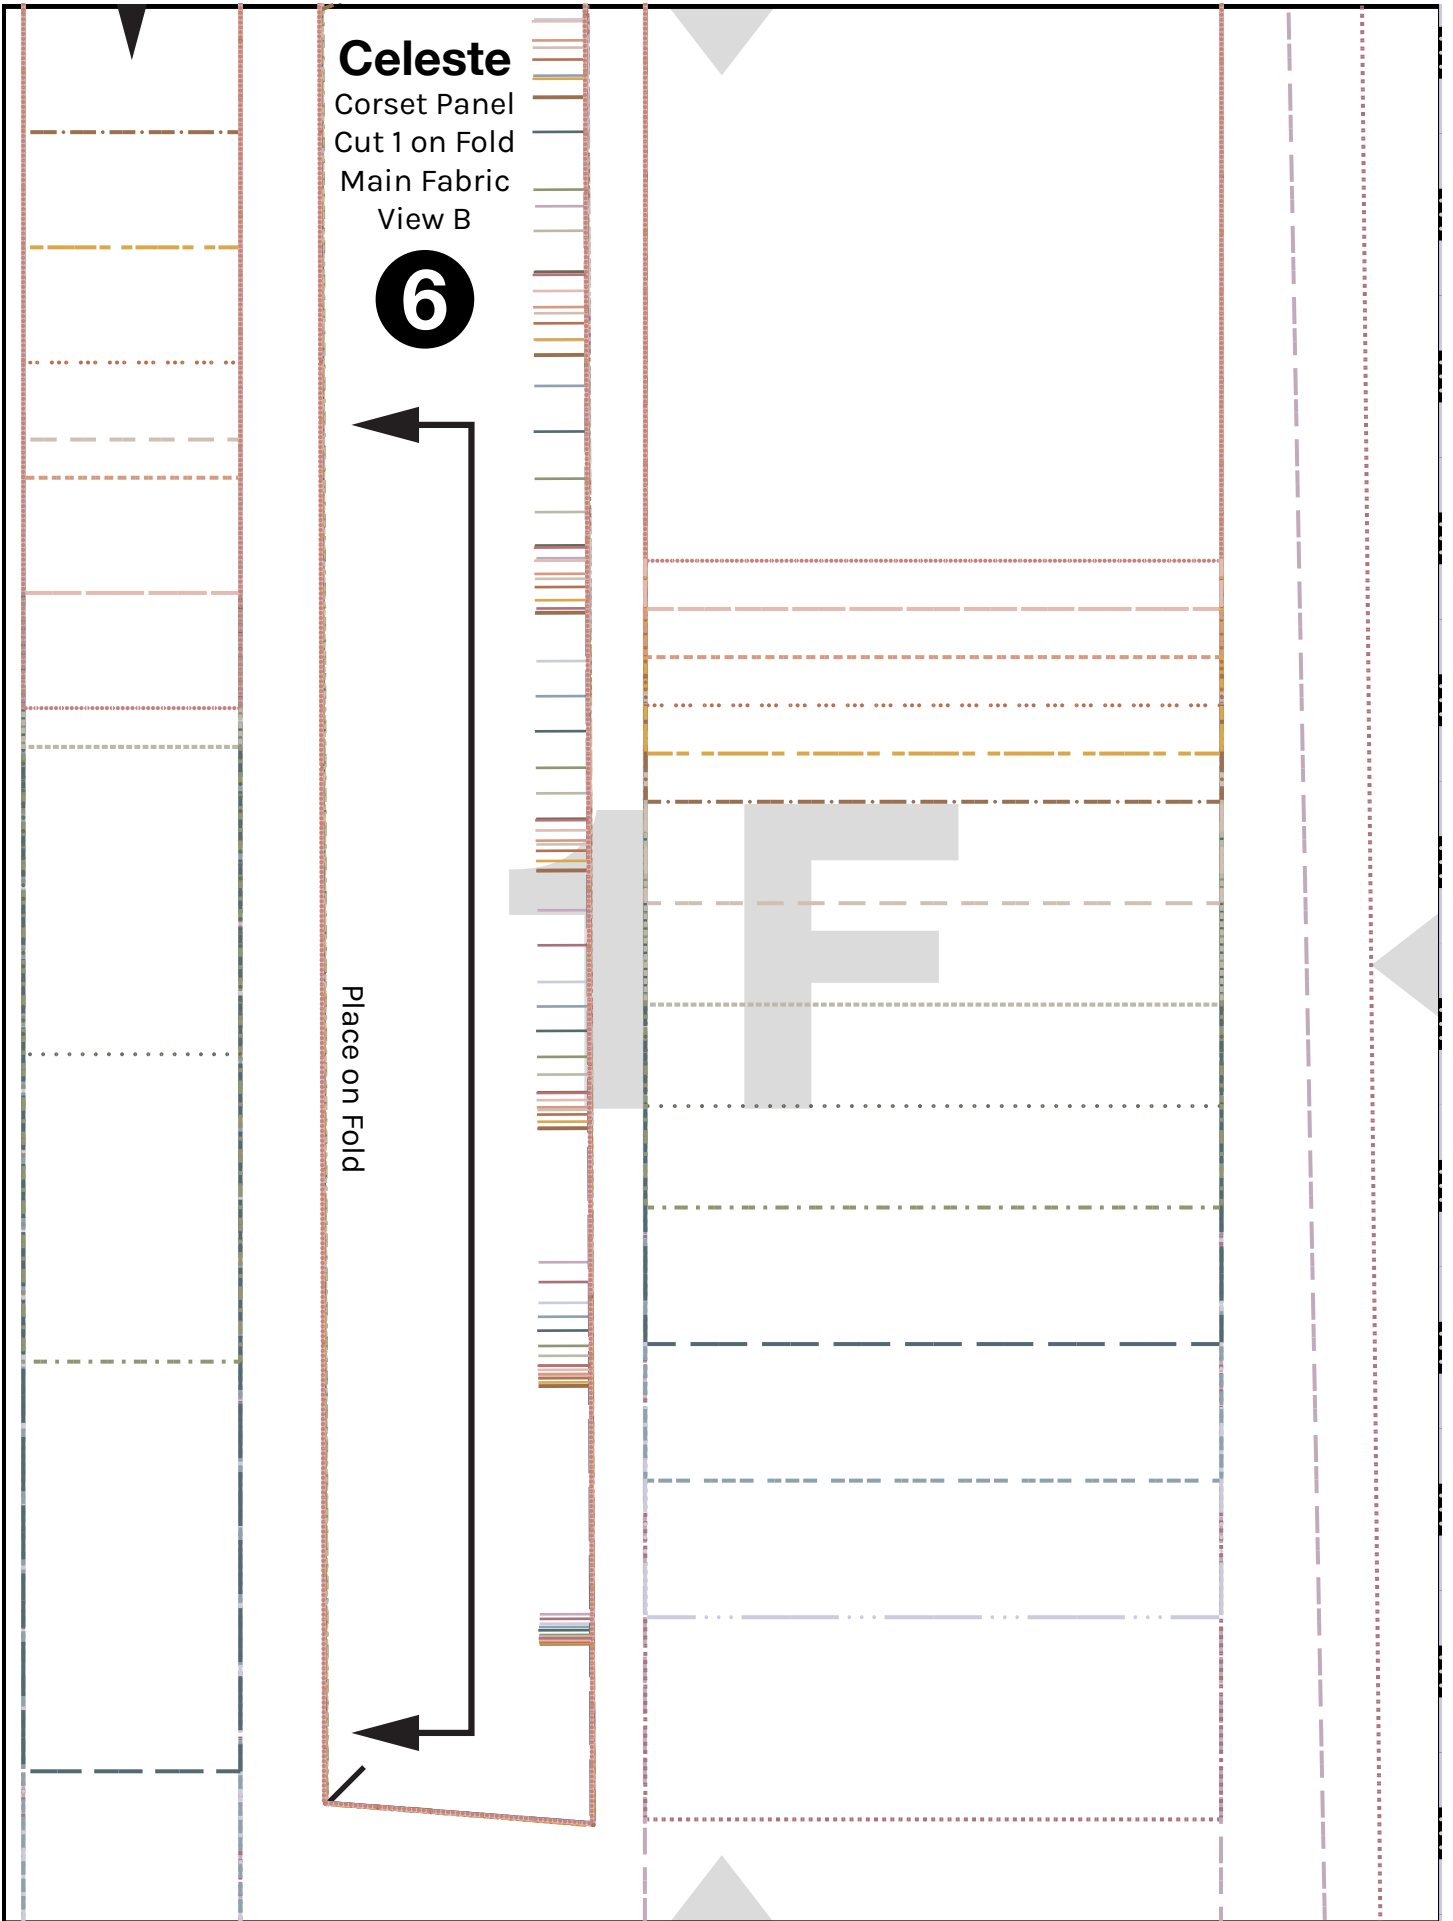 Celeste
Corset Panel
Cut 1 on Fold
Main Fabric
View B
6
Place on Fold
1F